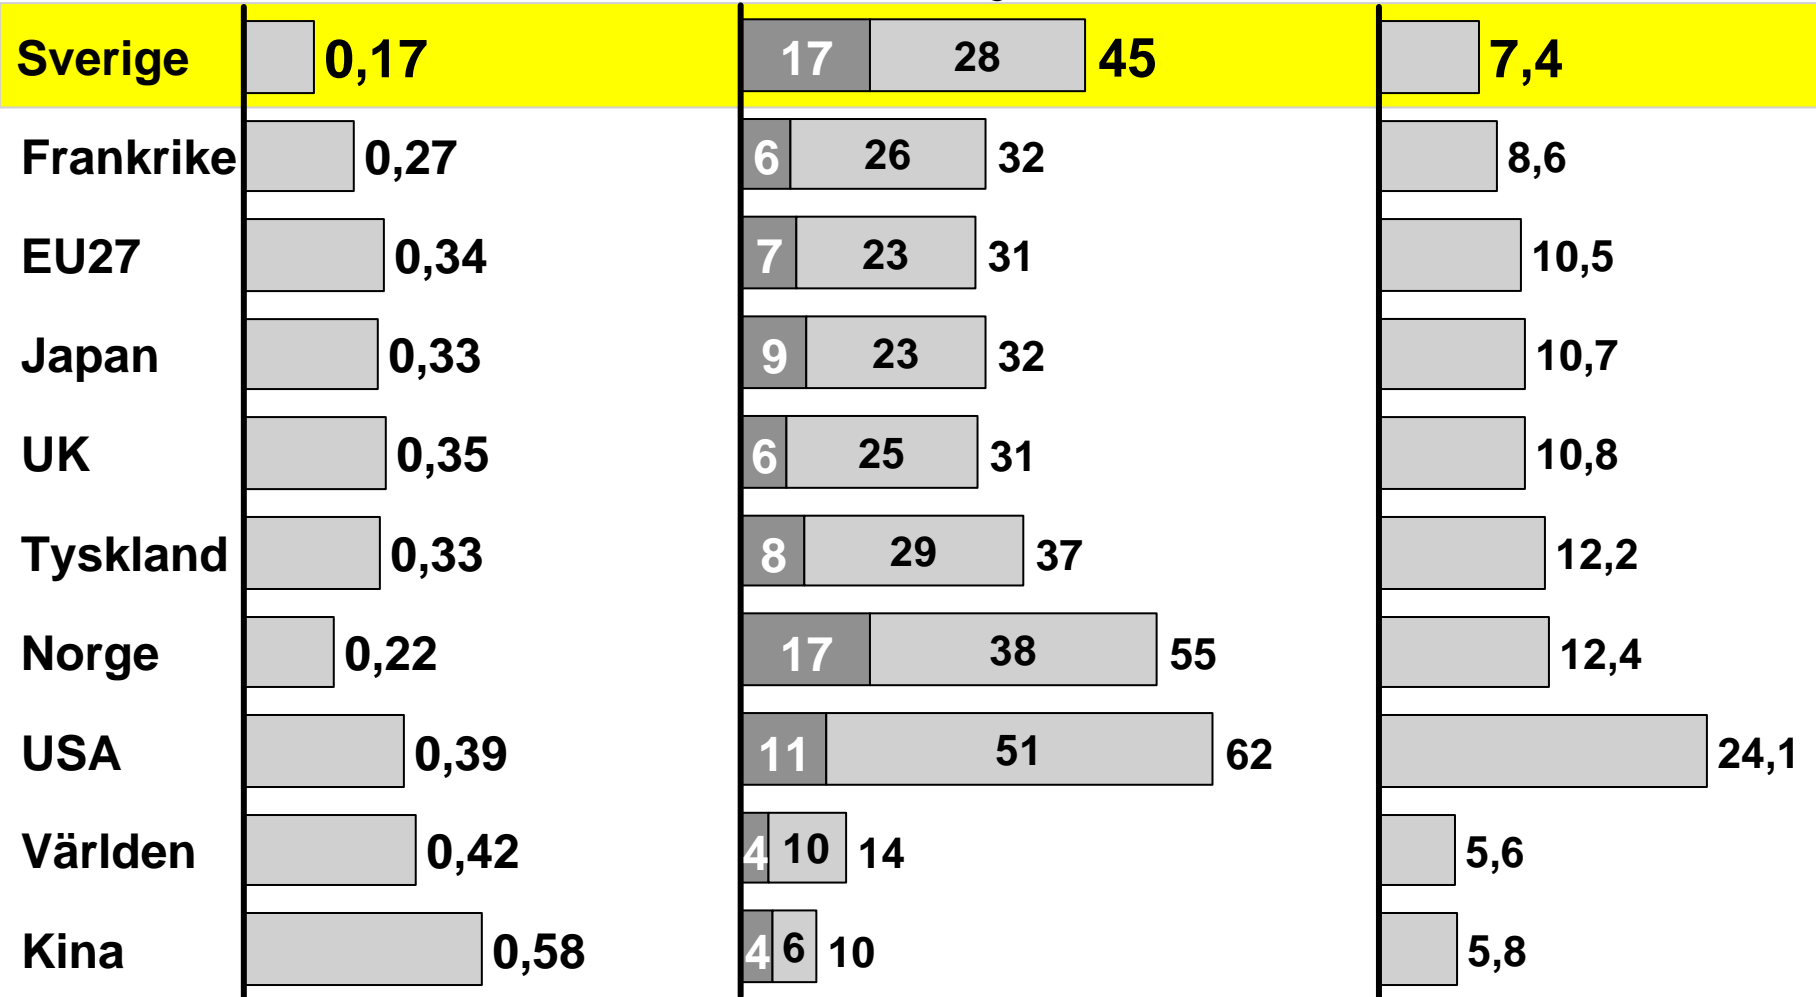 Sverige 0,17 17 28 45 7,4
Frankrike 0,27 6 26 32 8,6
EU27 0,34 7 23 31 10,5
Japan 0,33 9 23 32 10,7
UK 0,35 6 25 31 10,8
Tyskland 0,33 8 29 37 12,2
Norge 0,22 17 38 55 12,4
USA 0,39 11 51 62 24,1
Världen 0,42 4 10 14 5,6
Kina 0,58 4 6 10 5,8